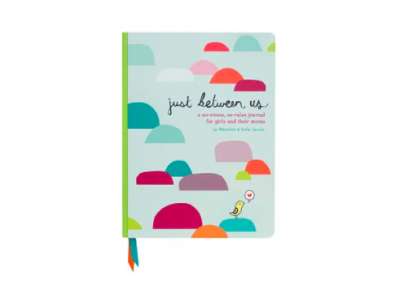 just between us
a no-stress, no-rules journal
for girls and their moms
by Meredith & Sofie Jacobs